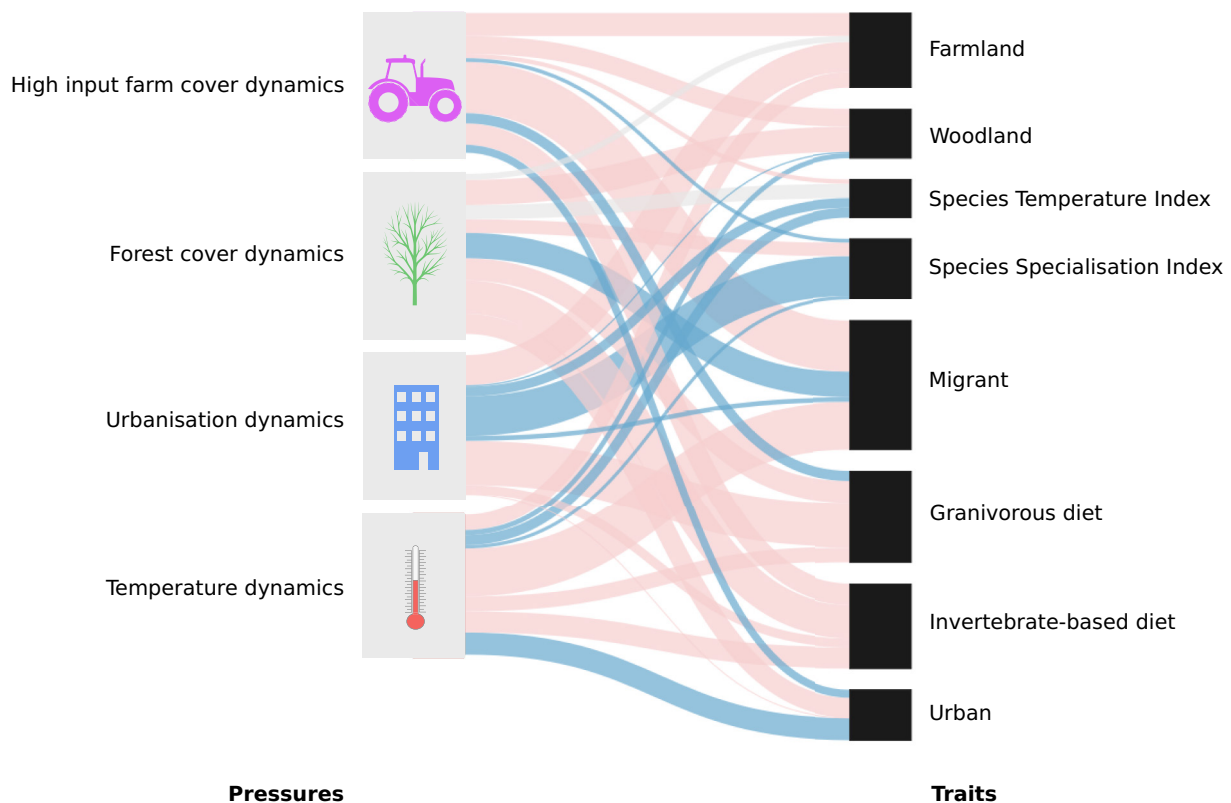 High input farm cover dynamics
Forest cover dynamics
Urbanisation dynamics
Temperature dynamics
Pressures
Farmland
Woodland
Species Temperature Index
Species Specialisation Index
Migrant
Granivorous diet
Invertebrate-based diet
Urban
Traits